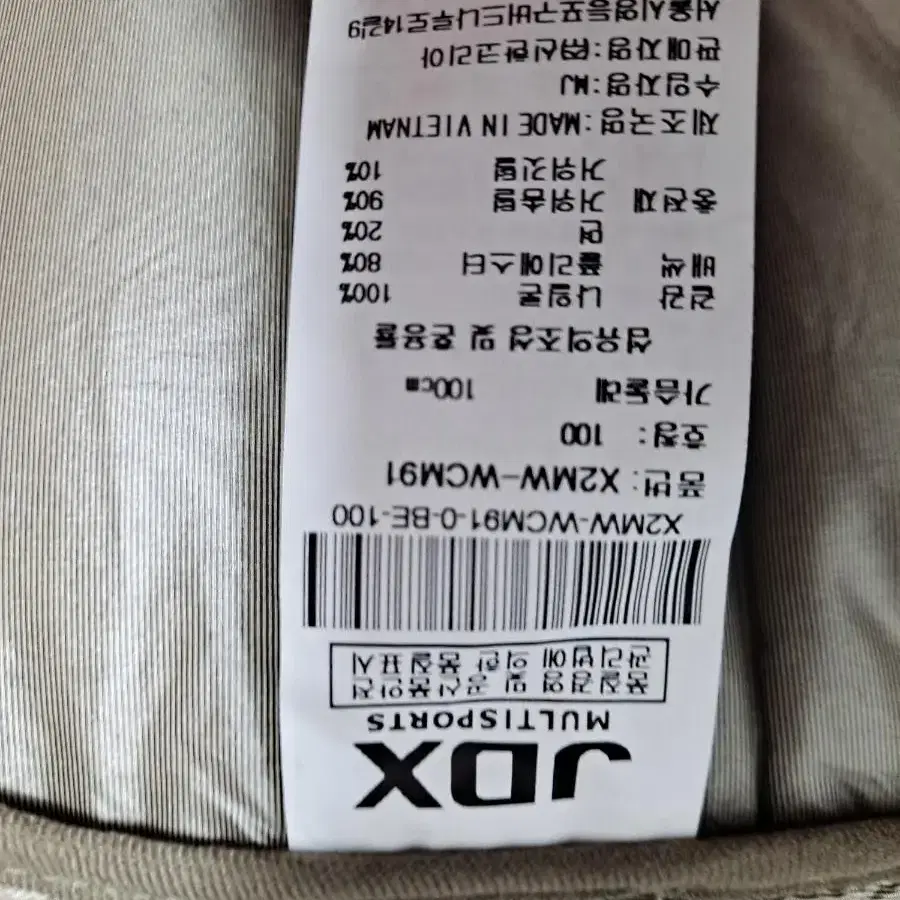 JDX
MULTISPORTS
품질경영 및 공산품안전
관리법에 의한 품질표시
X2MW-WCM91-0-BE-100
품번: X2MW-WCM91
호칭: 100
가슴둘레 100cm
섬유의조성 및 혼용률
겉감 나일론 100%
배색 폴리에스터 80%
면 20%
충전재 거위솜털 90%
거위깃털 10%
제조국명:MADE IN VIETNAM
수입자명:WJ
판매자명:㈜신한코리아
서울시영등포구버드나루로14길9